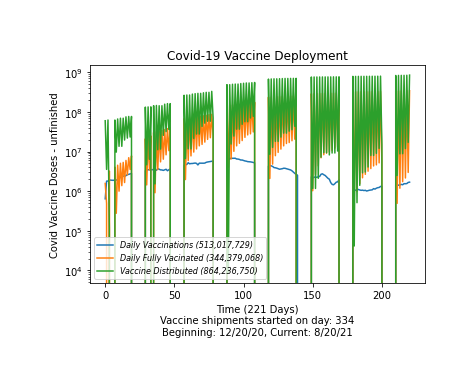 Covid-19 Vaccine Deployment
Covid Vaccine Doses - unfinished
10⁹
10⁸
10⁷
10⁶
10⁵
10⁴
Daily Vaccinations (513,017,729)
Daily Fully Vacinated (344,379,068)
Vaccine Distributed (864,236,750)
0 50 100 150 200
Time (221 Days)
Vaccine shipments started on day: 334
Beginning: 12/20/20, Current: 8/20/21